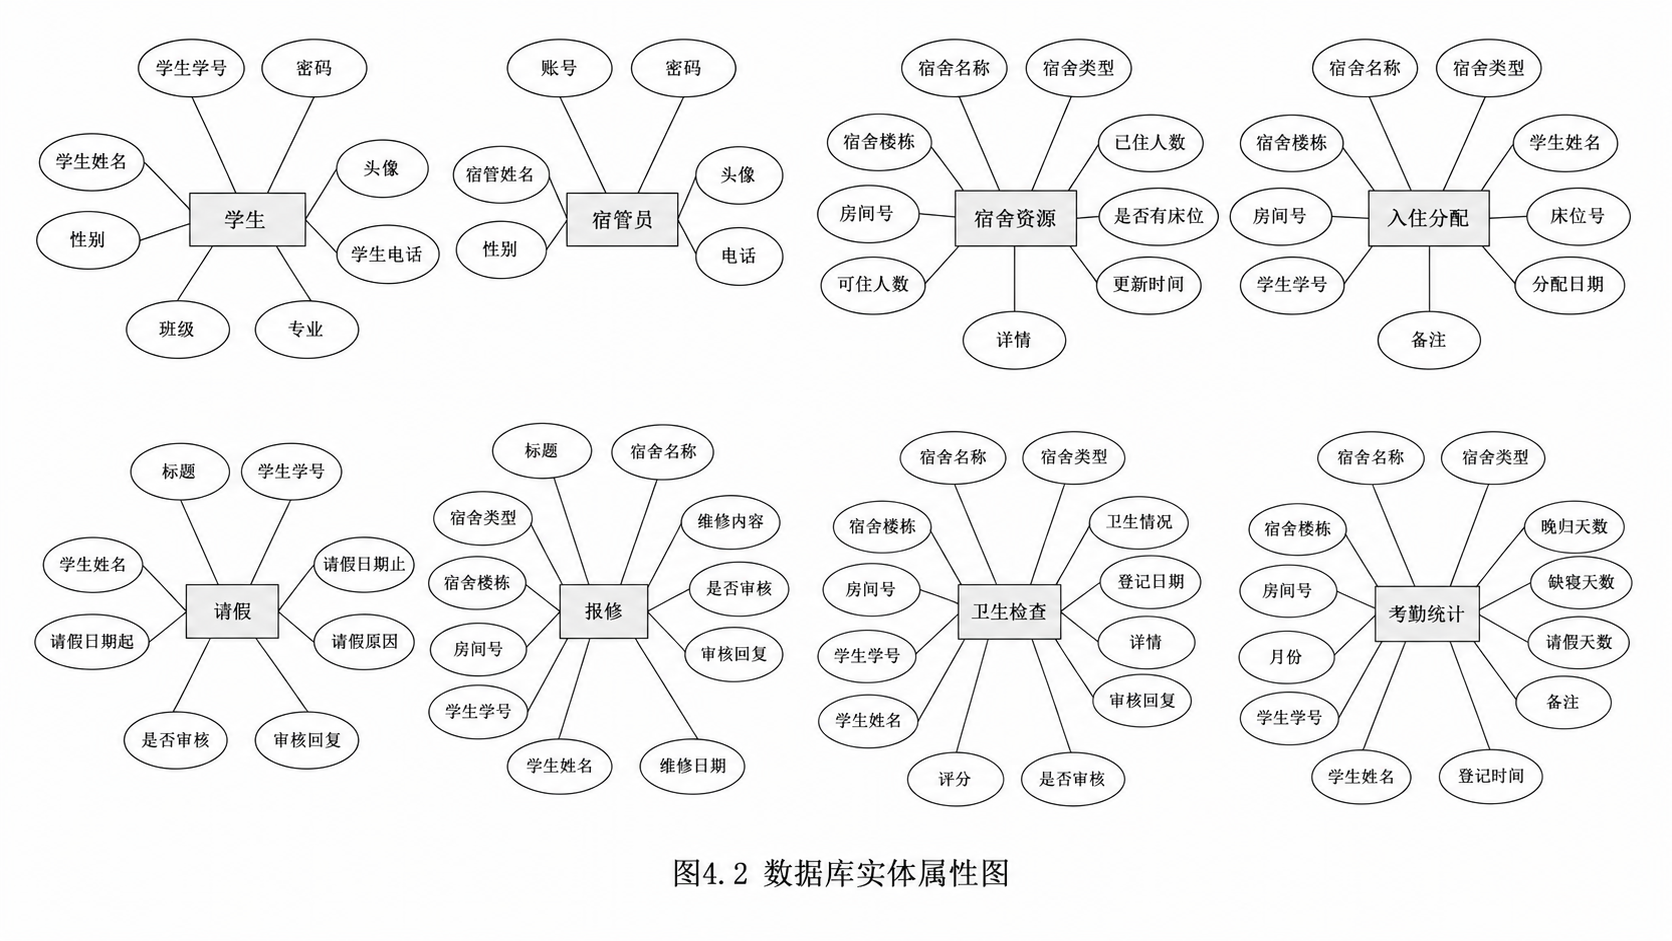 学生学号
密码
学生姓名
头像
学生
性别
学生电话
班级
专业
账号
密码
宿管姓名
头像
宿管员
性别
电话
宿舍名称
宿舍类型
宿舍楼栋
已住人数
房间号
宿舍资源
是否有床位
可住人数
更新时间
详情
宿舍名称
宿舍类型
宿舍楼栋
学生姓名
房间号
入住分配
床位号
学生学号
分配日期
备注
标题
学生学号
学生姓名
请假日期止
请假
请假日期起
请假原因
是否审核
审核回复
标题
宿舍名称
宿舍类型
维修内容
宿舍楼栋
是否审核
报修
房间号
审核回复
学生学号
学生姓名
维修日期
宿舍名称
宿舍类型
宿舍楼栋
卫生情况
房间号
登记日期
卫生检查
学生学号
详情
学生姓名
审核回复
评分
是否审核
宿舍名称
宿舍类型
宿舍楼栋
晚归天数
房间号
缺寝天数
考勤统计
月份
请假天数
学生学号
备注
学生姓名
登记时间
图4.2 数据库实体属性图